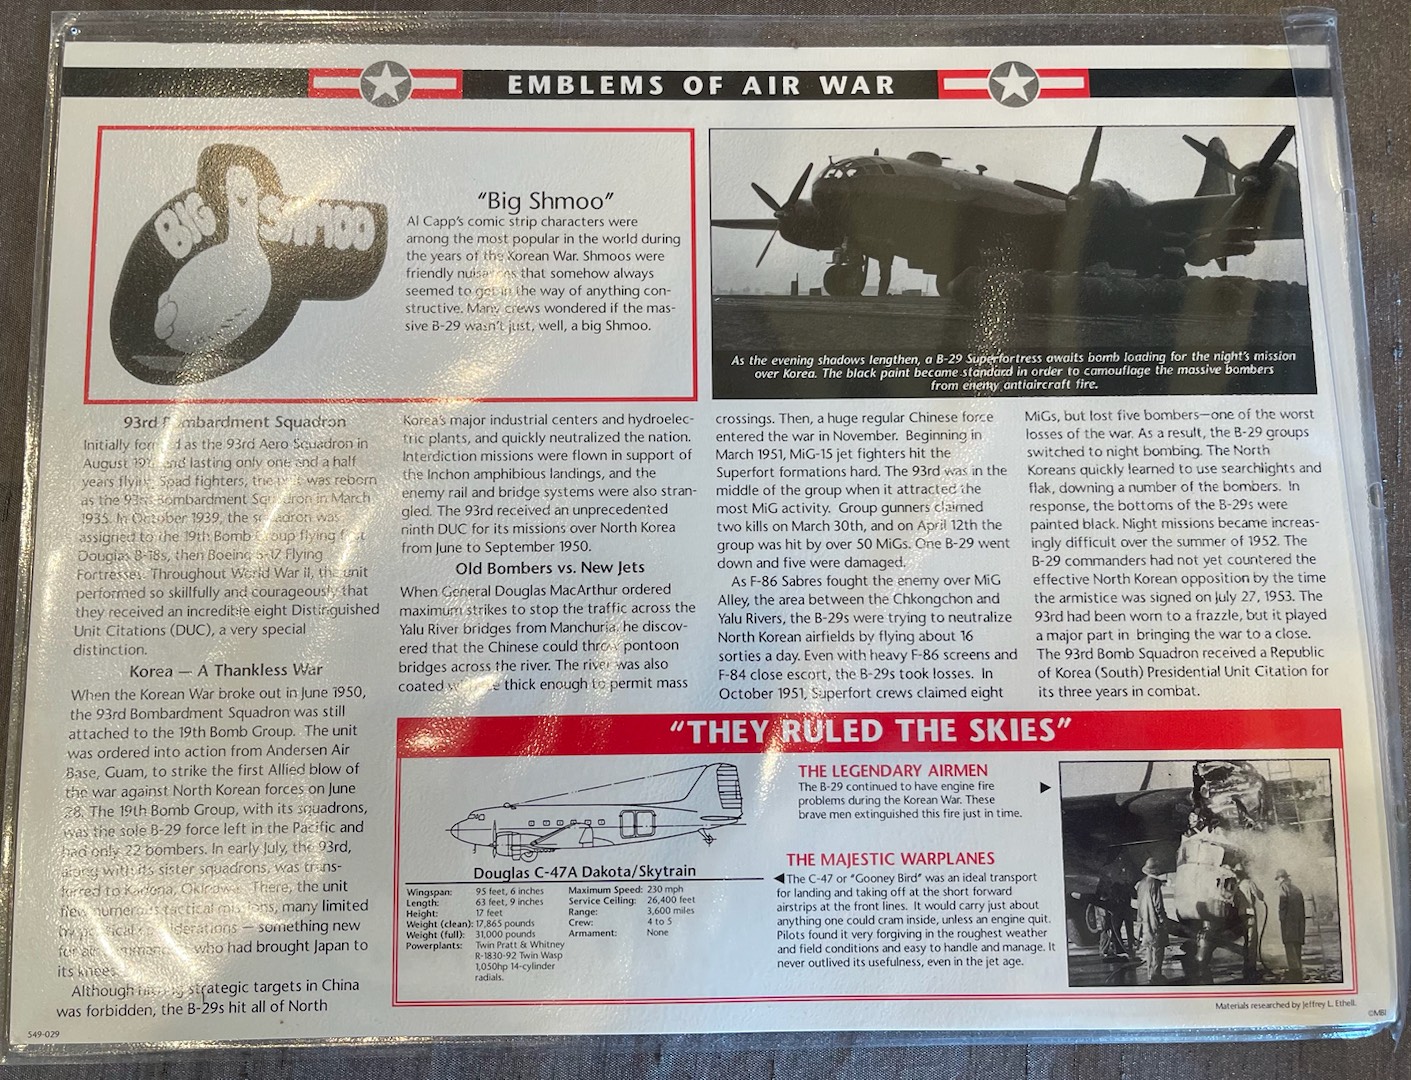 EMBLEMS OF AIR WAR
BIG SHMOO
"Big Shmoo"
Al Capp's comic strip characters were
among the most popular in the world during
the years of the Korean War. Shmoos were
friendly that somehow always
seemed to get in the way of anything con-
structive. Many crews wondered if the mas-
sive B-29 wasn't just, well, a big Shmoo.
As the evening shadows lengthen, a B-29 Superfortress awaits bomb loading for the night's mission
over Korea. The black paint became standard in order to camouflage the massive bombers
from enemy antiaircraft fire.
93rd Bombardment Squadron
Initially formed as the 93rd Aero Squadron in
August and lasting only one and a half
years flying Spad fighters, the unit was reborn
as the 93rd Bombardment Squadron in March
1935. In October 1939, the squadron was
assigned to the 19th Bomb Group flying first
Douglas B-18s, then Boeing B-17 Flying
Fortresses. Throughout World War II, the unit
performed so skillfully and courageously that
they received an incredible eight Distinguished
Unit Citations (DUC), a very special
distinction.
Korea — A Thankless War
When the Korean War broke out in June 1950,
the 93rd Bombardment Squadron was still
attached to the 19th Bomb Group. The unit
was ordered into action from Andersen Air
Base, Guam, to strike the first Allied blow of
the war against North Korean forces on June
28. The 19th Bomb Group, with its squadrons,
was the sole B-29 force left in the Pacific and
had only 22 bombers. In early July, the 93rd,
along with its sister squadrons, was trans-
ferred to Kadena, Okinawa. There, the unit
flew numerous tactical missions, many limited
by political considerations — something new
for who had brought Japan to
its knees.
Although strategic targets in China
was forbidden, the B-29s hit all of North
Korea's major industrial centers and hydroelec-
tric plants, and quickly neutralized the nation.
Interdiction missions were flown in support of
the Inchon amphibious landings, and the
enemy rail and bridge systems were also stran-
gled. The 93rd received an unprecedented
ninth DUC for its missions over North Korea
from June to September 1950.
Old Bombers vs. New Jets
When General Douglas MacArthur ordered
maximum strikes to stop the traffic across the
Yalu River bridges from Manchuria, he discov-
ered that the Chinese could throw pontoon
bridges across the river. The river was also
coated thick enough to permit mass
crossings. Then, a huge regular Chinese force
entered the war in November. Beginning in
March 1951, MiG-15 jet fighters hit the
Superfort formations hard. The 93rd was in the
middle of the group when it attracted the
most MiG activity. Group gunners claimed
two kills on March 30th, and on April 12th the
group was hit by over 50 MiGs. One B-29 went
down and five were damaged.
As F-86 Sabres fought the enemy over MiG
Alley, the area between the Chkongchon and
Yalu Rivers, the B-29s were trying to neutralize
North Korean airfields by flying about 16
sorties a day. Even with heavy F-86 screens and
F-84 close escort, the B-29s took losses. In
October 1951, Superfort crews claimed eight
MiGs, but lost five bombers—one of the worst
losses of the war. As a result, the B-29 groups
switched to night bombing. The North
Koreans quickly learned to use searchlights and
flak, downing a number of the bombers. In
response, the bottoms of the B-29s were
painted black. Night missions became increas-
ingly difficult over the summer of 1952. The
B-29 commanders had not yet countered the
effective North Korean opposition by the time
the armistice was signed on July 27, 1953. The
93rd had been worn to a frazzle, but it played
a major part in bringing the war to a close.
The 93rd Bomb Squadron received a Republic
of Korea (South) Presidential Unit Citation for
its three years in combat.
"THEY RULED THE SKIES"
Douglas C-47A Dakota/Skytrain
Wingspan: 95 feet, 6 inches
Length: 63 feet, 9 inches
Height: 17 feet
Weight (clean): 17,865 pounds
Weight (full): 31,000 pounds
Powerplants: Twin Pratt & Whitney
R-1830-92 Twin Wasp
1,050hp 14-cylinder
radials.
Maximum Speed: 230 mph
Service Ceiling: 26,400 feet
Range: 3,600 miles
Crew: 4 to 5
Armament: None
THE LEGENDARY AIRMEN
The B-29 continued to have engine fire
problems during the Korean War. These
brave men extinguished this fire just in time.
THE MAJESTIC WARPLANES
The C-47 or "Gooney Bird" was an ideal transport
for landing and taking off at the short forward
airstrips at the front lines. It would carry just about
anything one could cram inside, unless an engine quit.
Pilots found it very forgiving in the roughest weather
and field conditions and easy to handle and manage. It
never outlived its usefulness, even in the jet age.
Materials researched by Jeffrey L. Ethell.
©MBI
549-029